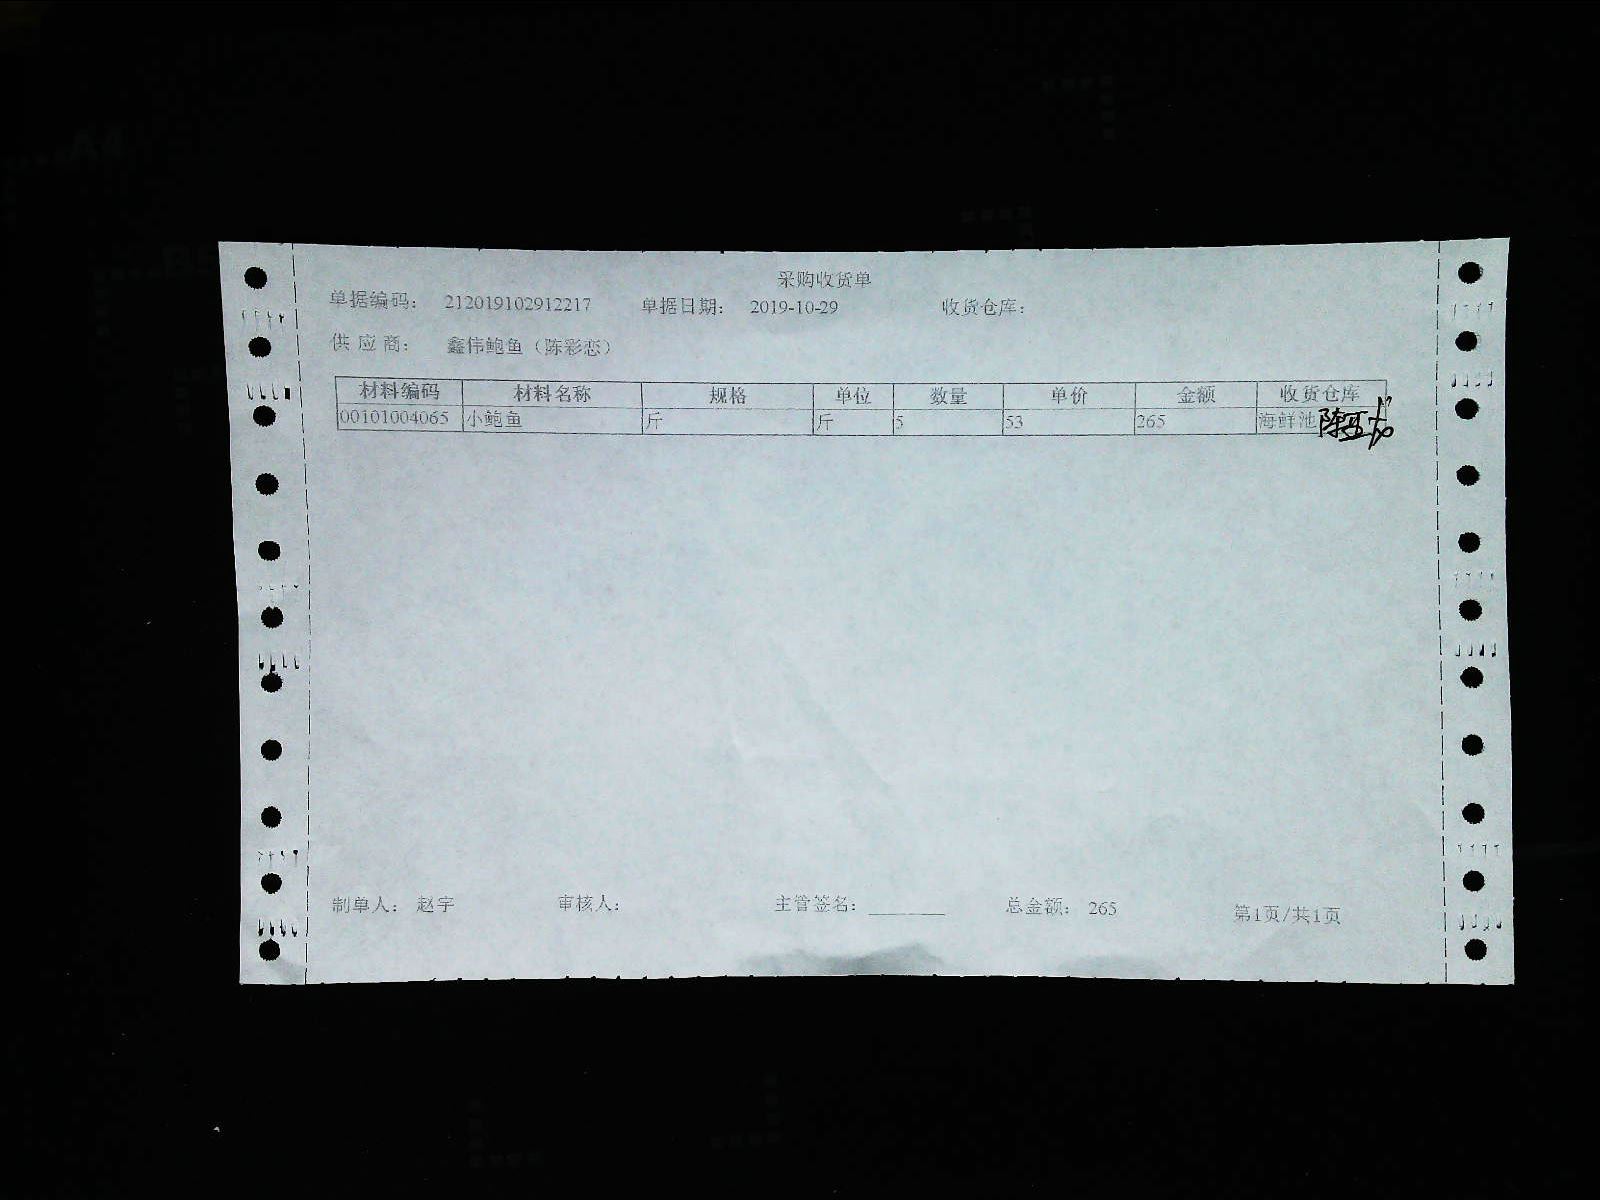 采购收货单
单据编码： 212019102912217 单据日期： 2019-10-29 收货仓库：
供 应 商： 鑫伟鲍鱼（陈彩恋）
材料编码 材料名称 规格 单位 数量 单价 金额 收货仓库
00101004065 小鲍鱼 斤 斤 5 53 265 海鲜池
制单人： 赵宇 审核人： 主管签名：________ 总金额： 265 第1页/共1页